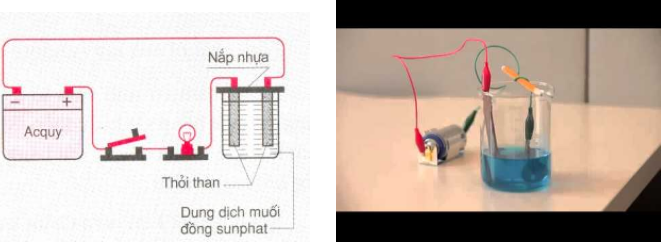 Nắp nhựa
− +
Acquy
Thỏi than
Dung dịch muối
đồng sunphat